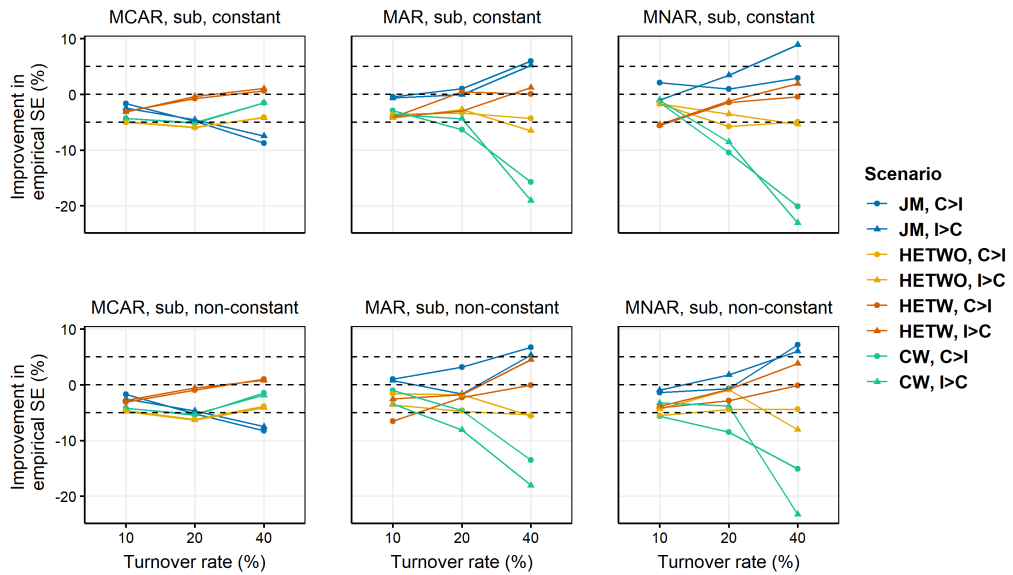 MCAR, sub, constant
MAR, sub, constant
MNAR, sub, constant
Improvement in
empirical SE (%)
10
0
-10
-20
MCAR, sub, non-constant
MAR, sub, non-constant
MNAR, sub, non-constant
Improvement in
empirical SE (%)
10
0
-10
-20
10 20 40
10 20 40
10 20 40
Turnover rate (%)
Turnover rate (%)
Turnover rate (%)
Scenario
JM, C>I
JM, I>C
HETWO, C>I
HETWO, I>C
HETW, C>I
HETW, I>C
CW, C>I
CW, I>C